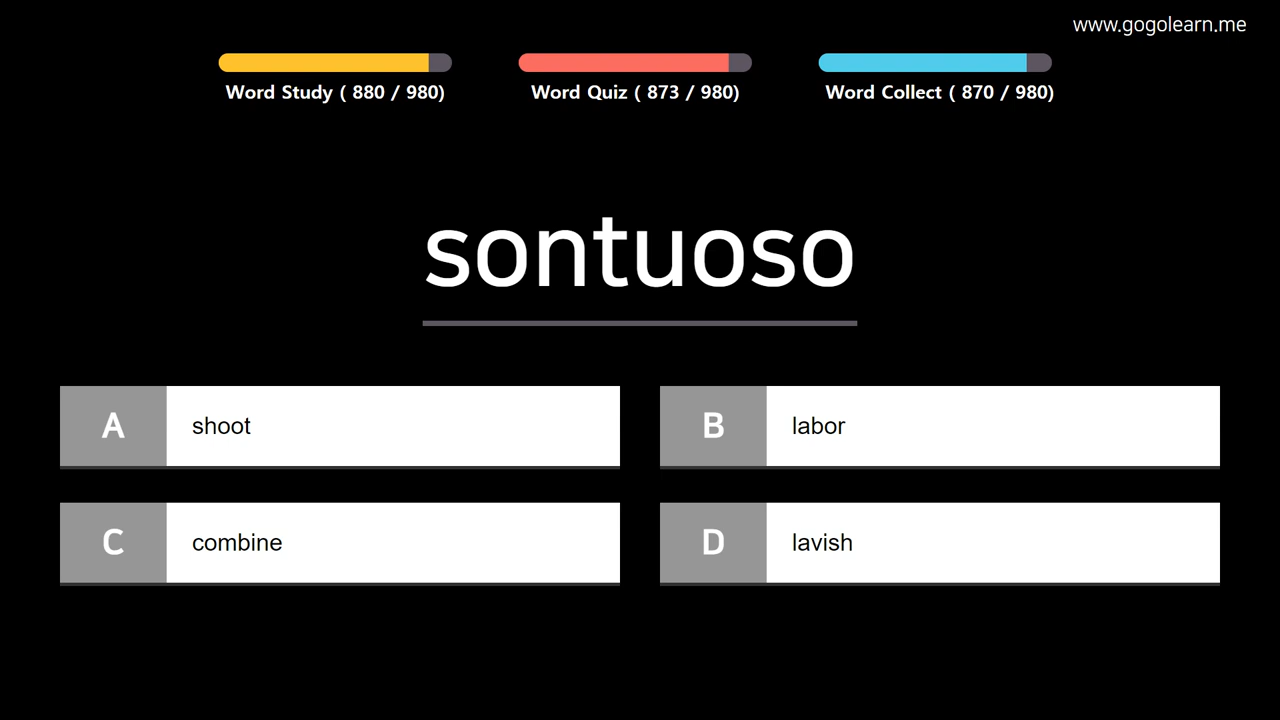 www.gogolearn.me
Word Study ( 880 / 980)
Word Quiz ( 873 / 980)
Word Collect ( 870 / 980)
sontuoso
A shoot
B labor
C combine
D lavish